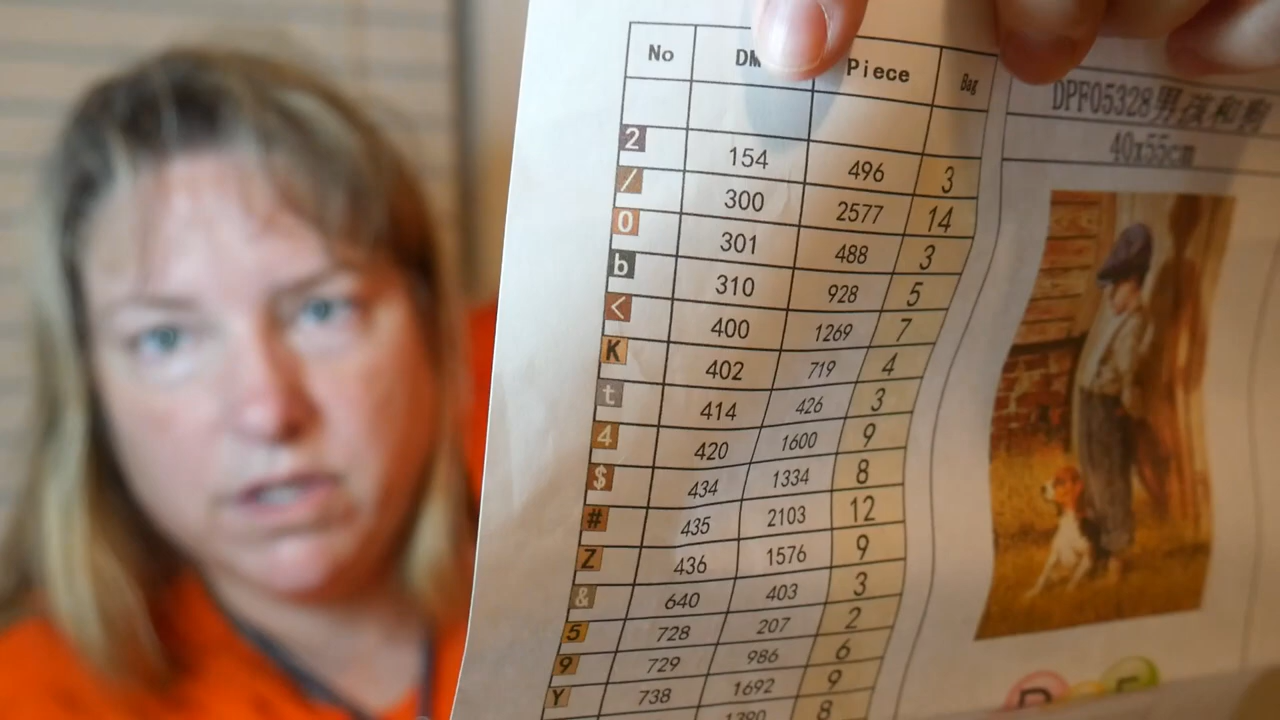 No DM Piece Bag
2 154 496 3
/ 300 2577 14
0 301 488 3
b 310 928 5
< 400 1269 7
K 402 719 4
t 414 426 3
4 420 1600 9
$ 434 1334 8
# 435 2103 12
Z 436 1576 9
& 640 403 3
5 728 207 2
9 729 986 6
Y 738 1692 9
1390 8
DPF05328男孩和狗
40x55cm